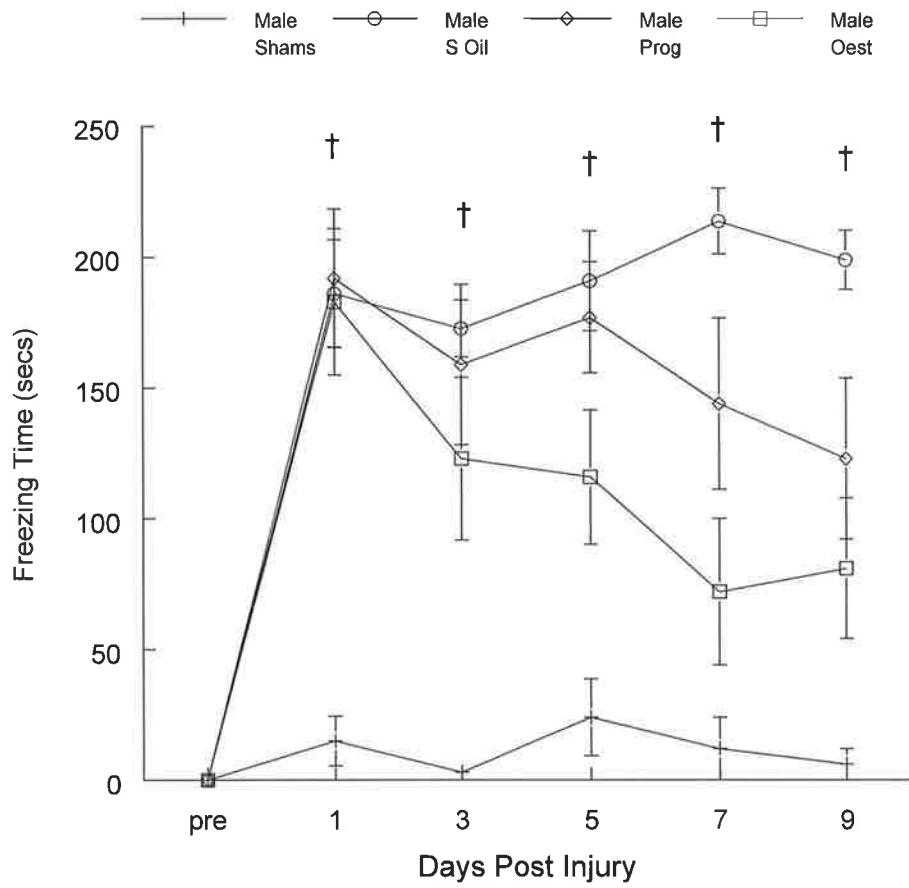 Male Male Male Male
Shams S Oil Prog Oest
† † † † †
250
200
150
100
50
0
Freezing Time (secs)
pre 1 3 5 7 9
Days Post Injury